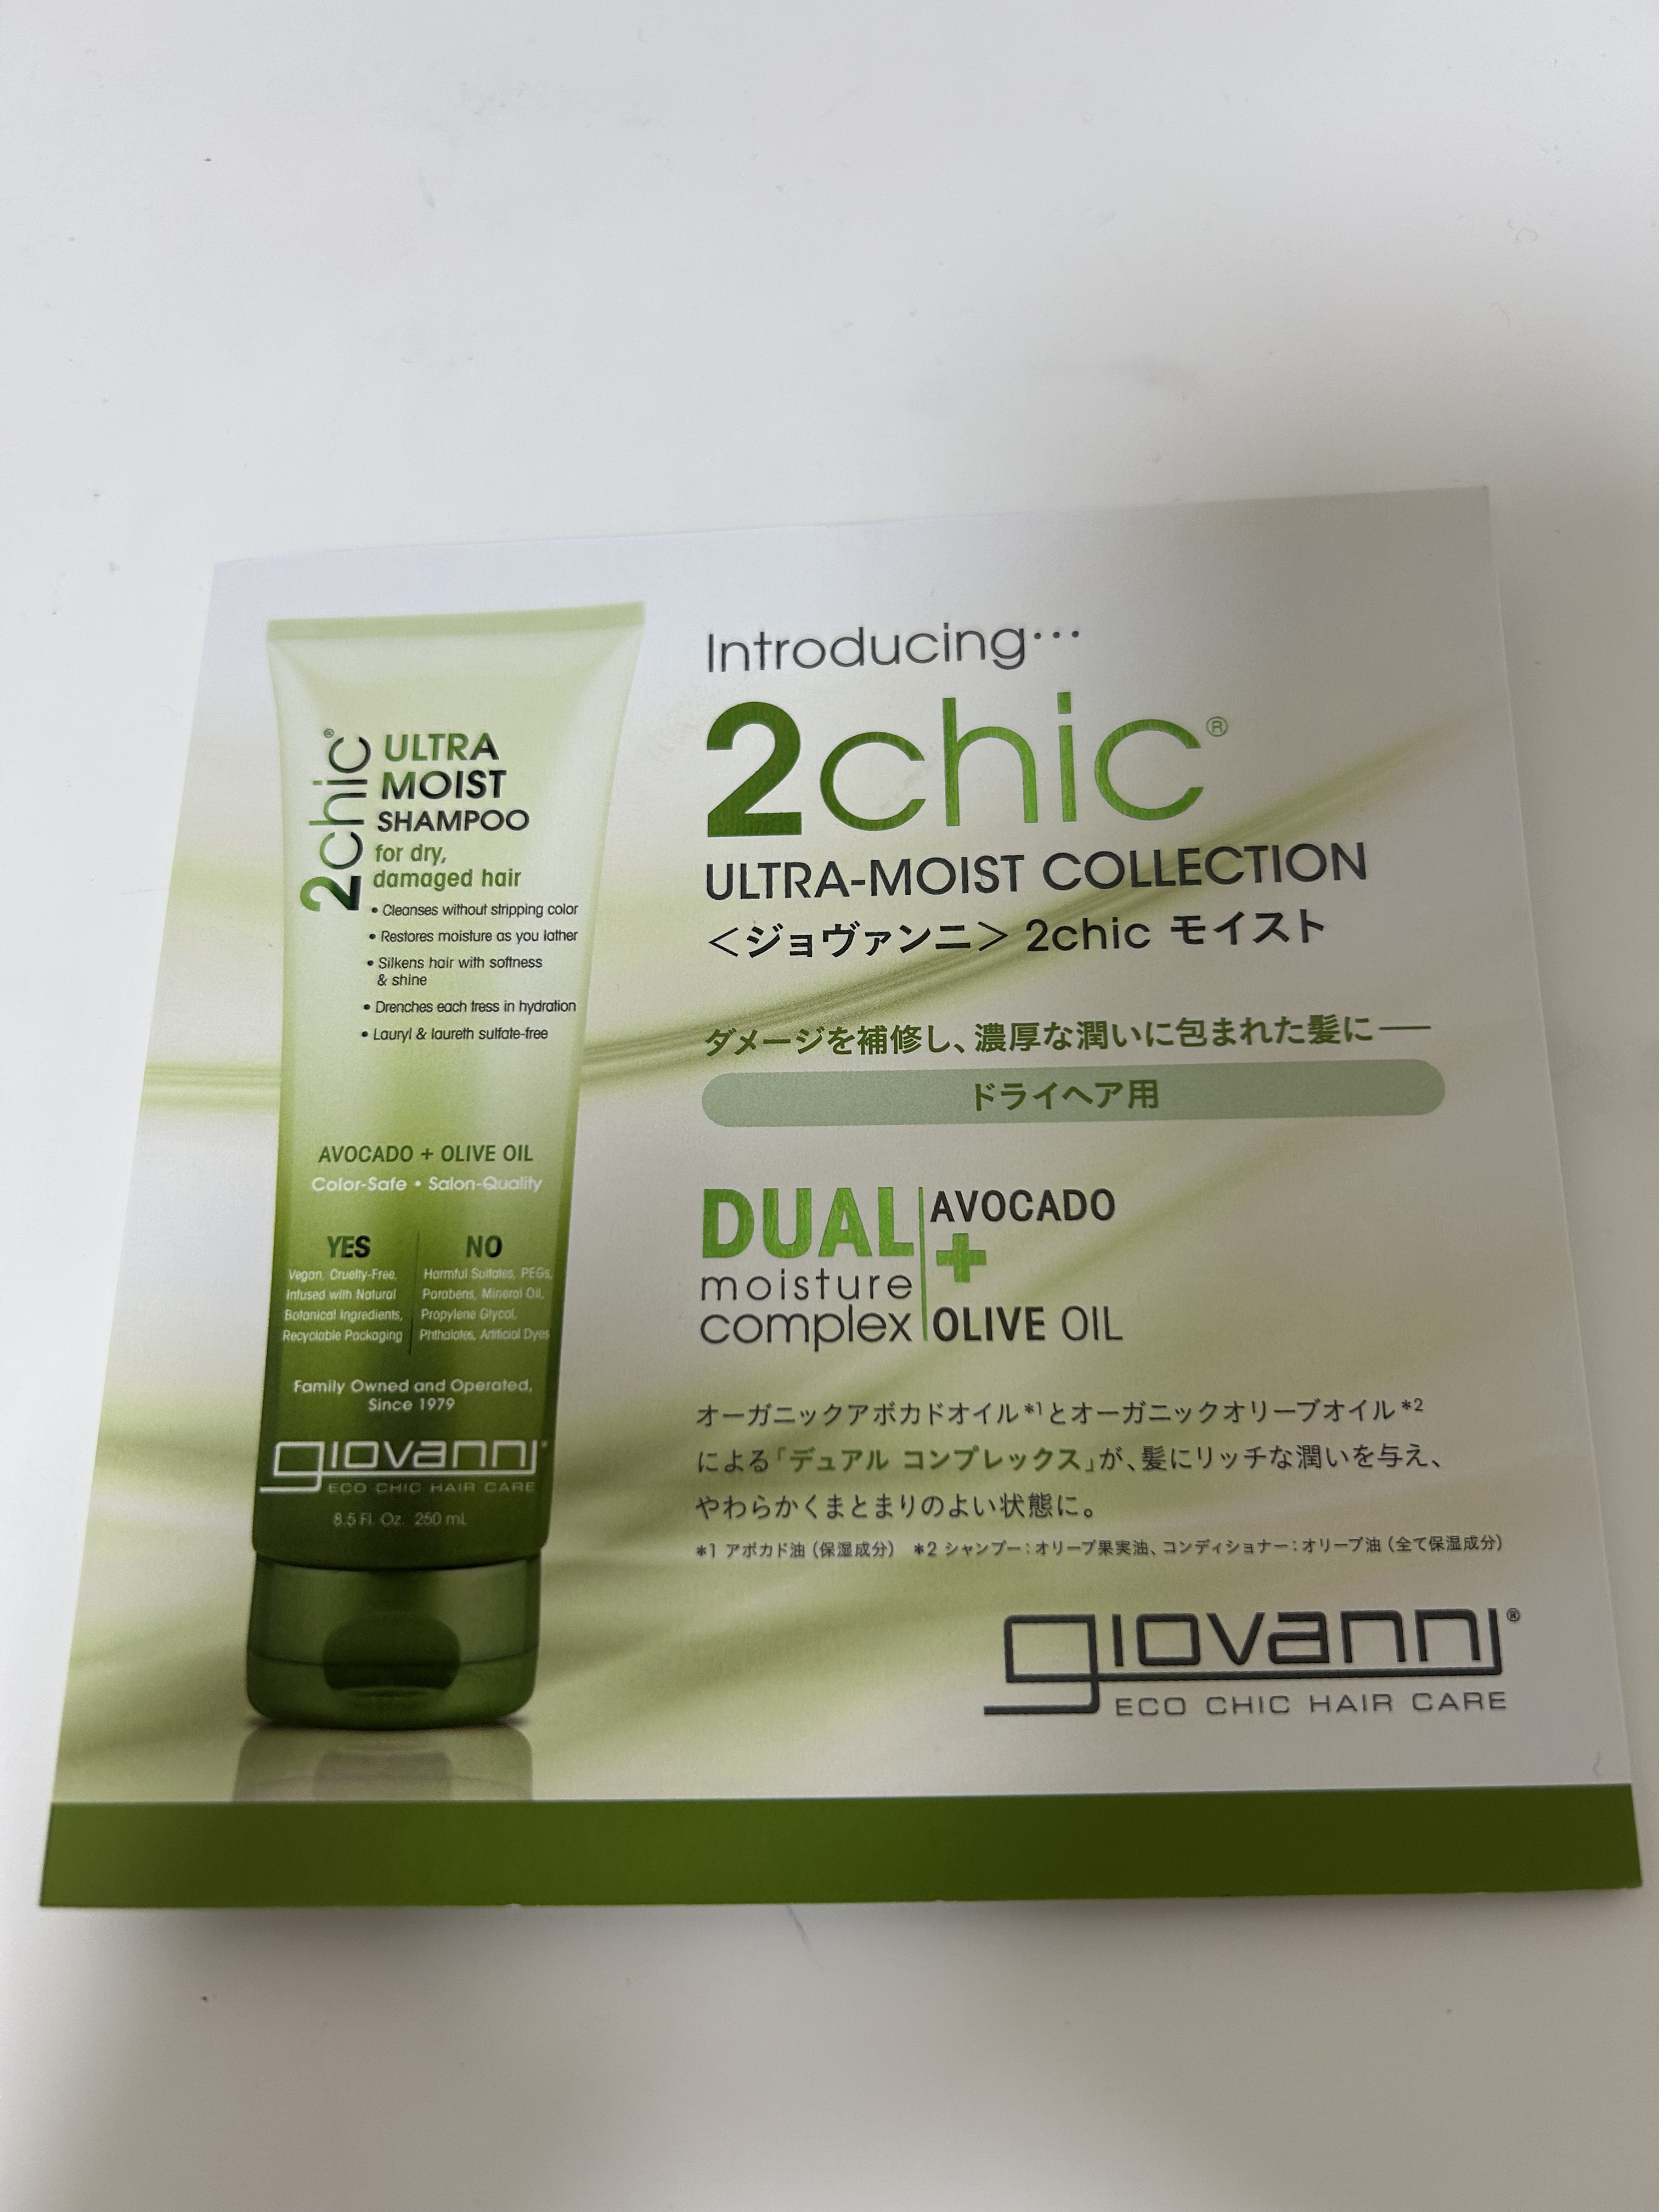 2chic®
ULTRA
MOIST
SHAMPOO
for dry,
damaged hair
• Cleanses without stripping color
• Restores moisture as you lather
• Silkens hair with softness
& shine
• Drenches each tress in hydration
• Lauryl & laureth sulfate-free
AVOCADO + OLIVE OIL
Color-Safe • Salon-Quality
YES
Vegan, Cruelty-Free,
Infused with Natural
Botanical Ingredients,
Recyclable Packaging
NO
Harmful Sulfates, PEGs,
Parabens, Mineral Oil,
Propylene Glycol,
Phthalates, Artificial Dyes
Family Owned and Operated,
Since 1979
giovanni®
ECO CHIC HAIR CARE
8.5 Fl. Oz. 250 mL
Introducing…
2chic®
ULTRA-MOIST COLLECTION
＜ジョヴァンニ＞ 2chic モイスト
ダメージを補修し、濃厚な潤いに包まれた髪に――
ドライヘア用
DUAL
moisture
complex
AVOCADO
+
OLIVE OIL
オーガニックアボカドオイル*1とオーガニックオリーブオイル*2
による「デュアル コンプレックス」が、髪にリッチな潤いを与え、
やわらかくまとまりのよい状態に。
*1 アボカド油（保湿成分） *2 シャンプー：オリーブ果実油、コンディショナー：オリーブ油（全て保湿成分）
giovanni®
ECO CHIC HAIR CARE